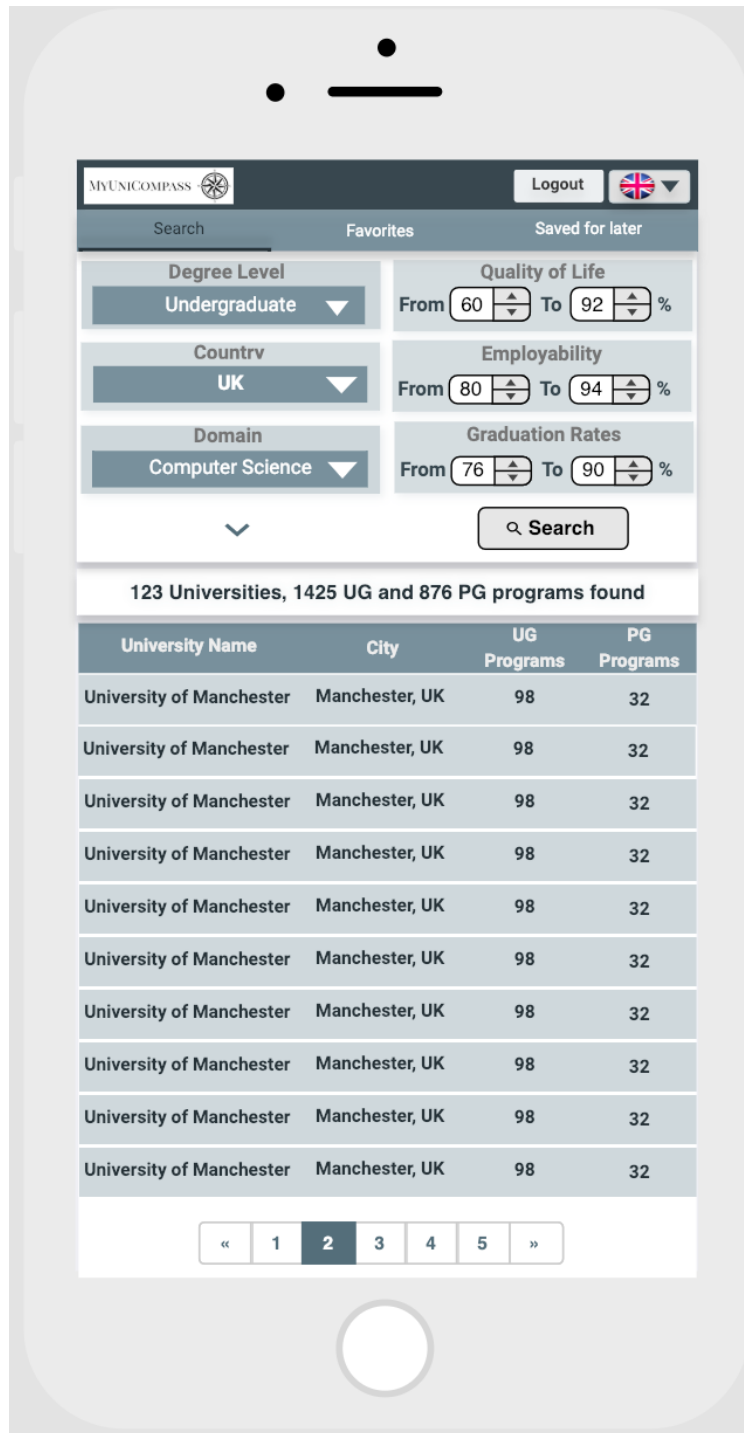 MYUNICOMPASS
Logout
Search Favorites Saved for later
Degree Level
Undergraduate
Quality of Life
From 60 To 92 %
Country
UK
Employability
From 80 To 94 %
Domain
Computer Science
Graduation Rates
From 76 To 90 %
Search
123 Universities, 1425 UG and 876 PG programs found
University Name City UG Programs PG Programs
University of Manchester Manchester, UK 98 32
University of Manchester Manchester, UK 98 32
University of Manchester Manchester, UK 98 32
University of Manchester Manchester, UK 98 32
University of Manchester Manchester, UK 98 32
University of Manchester Manchester, UK 98 32
University of Manchester Manchester, UK 98 32
University of Manchester Manchester, UK 98 32
University of Manchester Manchester, UK 98 32
University of Manchester Manchester, UK 98 32
« 1 2 3 4 5 »